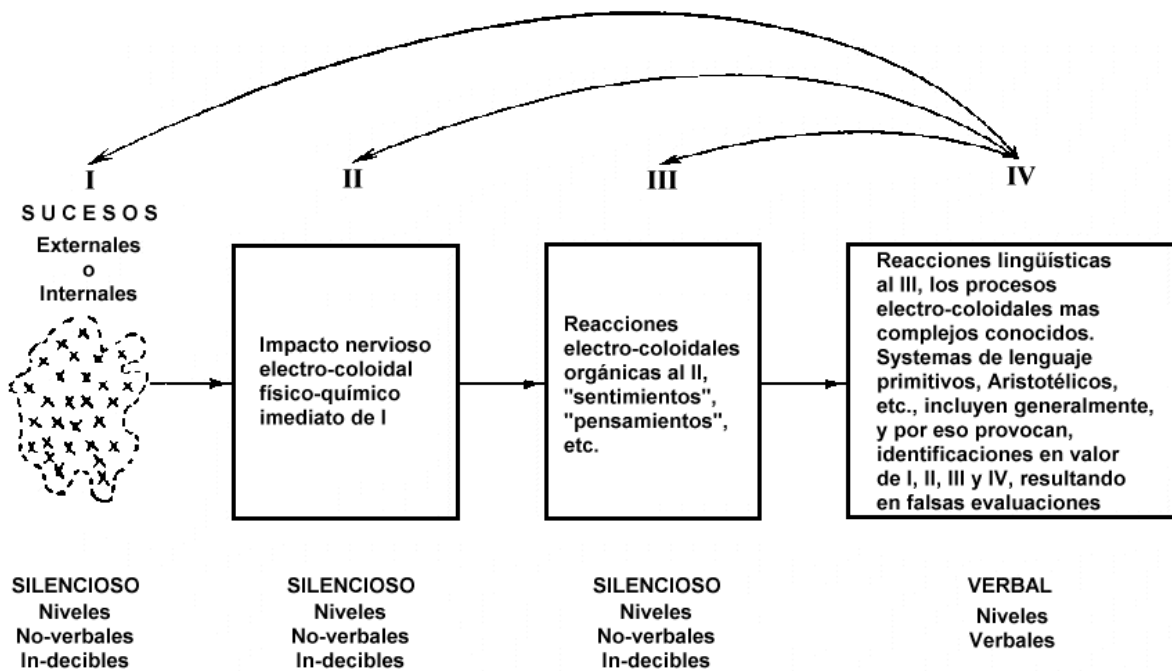 I
II
III
IV
S U C E S O S
Externales
o
Internales
Impacto nervioso
electro-coloidal
físico-químico
imediato de I
Reacciones
electro-coloidales
orgánicas al II,
"sentimientos",
"pensamientos",
etc.
Reacciones lingüísticas
al III, los procesos
electro-coloidales mas
complejos conocidos.
Systemas de lenguaje
primitivos, Aristotélicos,
etc., incluyen generalmente,
y por eso provocan,
identificaciones en valor
de I, II, III y IV, resultando
en falsas evaluaciones
SILENCIOSO
Niveles
No-verbales
In-decibles
SILENCIOSO
Niveles
No-verbales
In-decibles
SILENCIOSO
Niveles
No-verbales
In-decibles
VERBAL
Niveles
Verbales